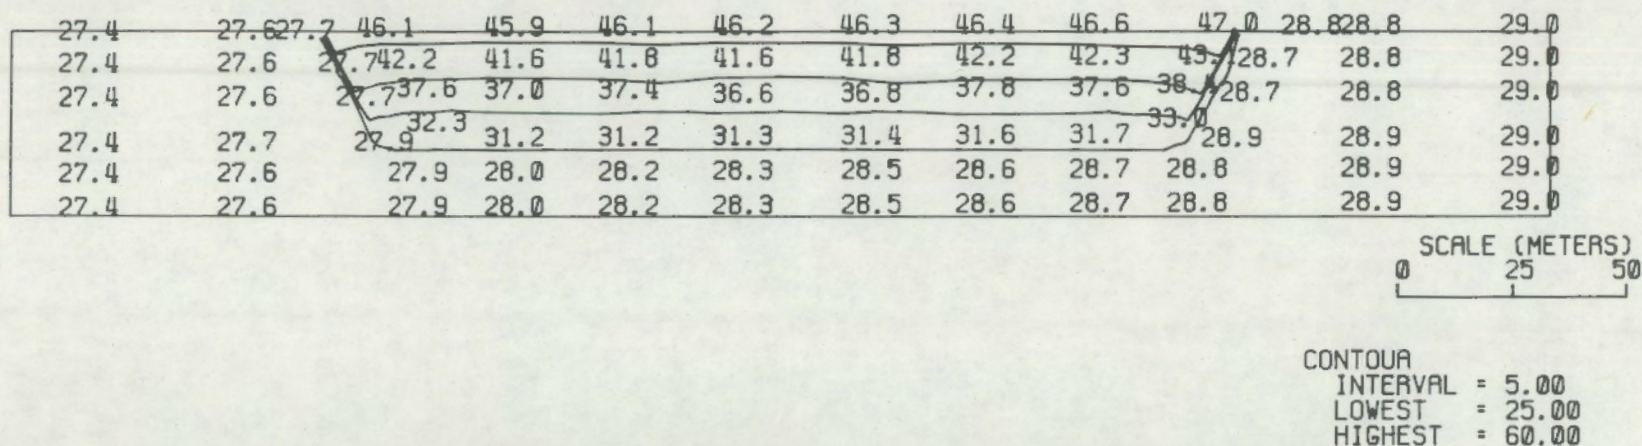 27.4 27.6 27.7 46.1 45.9 46.1 46.2 46.3 46.4 46.6 47.0 28.8 28.8 29.0
27.4 27.6 27.7 42.2 41.6 41.8 41.6 41.8 42.2 42.3 28.7 28.8 29.0
27.4 27.6 27.7 37.6 37.0 37.4 36.6 36.8 37.8 37.6 28.7 28.8 29.0
27.4 27.7 27.9 32.3 31.2 31.2 31.3 31.4 31.6 31.7 33.0 28.9 28.9 29.0
27.4 27.6 27.9 28.0 28.2 28.3 28.5 28.6 28.7 28.8 28.9 29.0
27.4 27.6 27.9 28.0 28.2 28.3 28.5 28.6 28.7 28.8 28.9 29.0
SCALE (METERS)
0 25 50
CONTOUR
INTERVAL = 5.00
LOWEST = 25.00
HIGHEST = 60.00